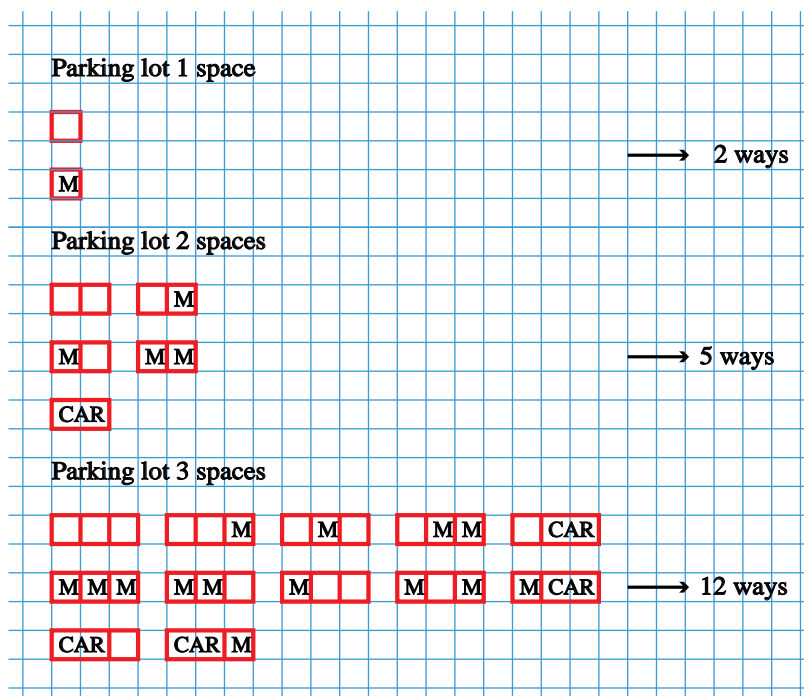 Parking lot 1 space
M
2 ways
Parking lot 2 spaces
M
M M M
5 ways
CAR
Parking lot 3 spaces
M M M M CAR
M M M M M M M M M CAR
12 ways
CAR CAR M